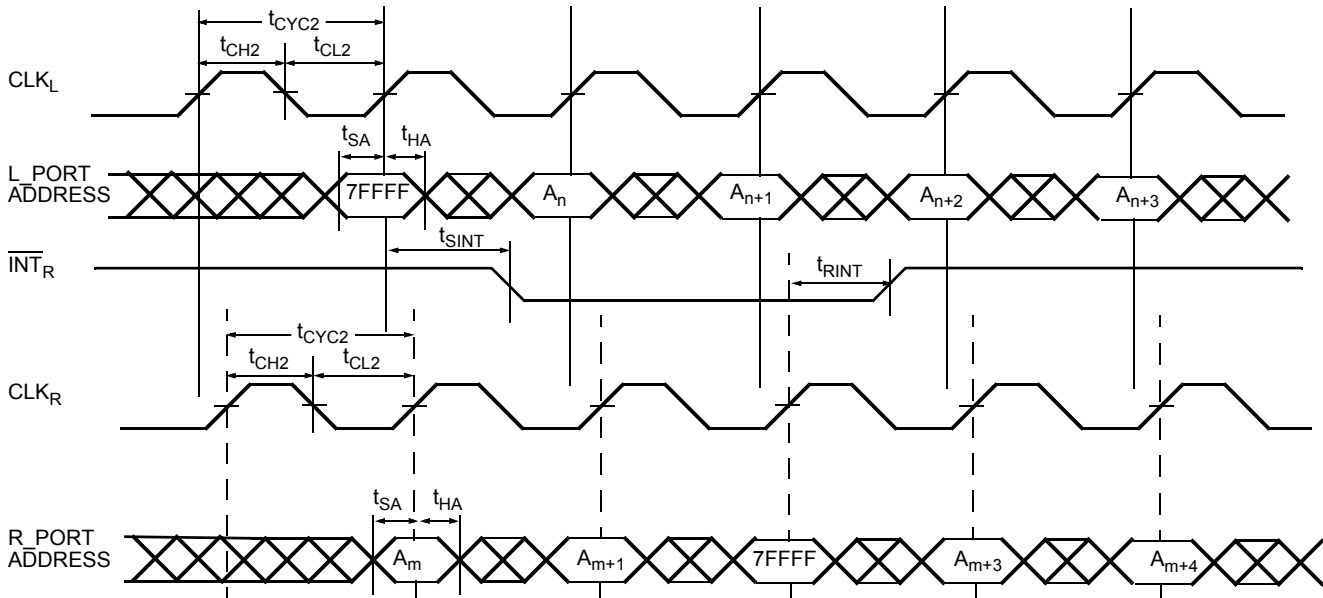 tCYC2
tCH2 tCL2
CLKL
tSA tHA
L_PORT
ADDRESS
7FFFF An An+1 An+2 An+3
tSINT
INTR
tRINT
tCYC2
tCH2 tCL2
CLKR
tSA tHA
R_PORT
ADDRESS
Am Am+1 7FFFF Am+3 Am+4